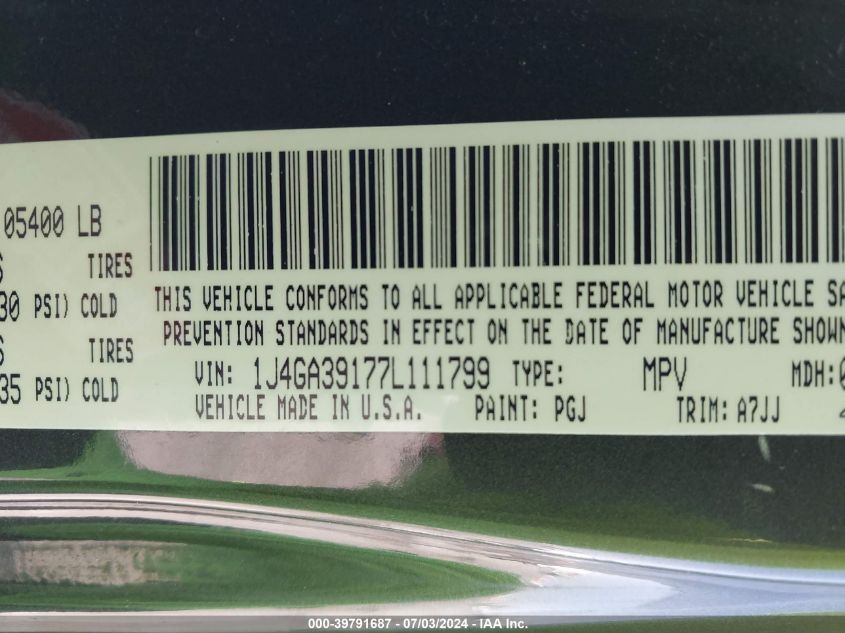 05400 LB
TIRES
30 PSI) COLD
TIRES
35 PSI) COLD
THIS VEHICLE CONFORMS TO ALL APPLICABLE FEDERAL MOTOR VEHICLE SA
PREVENTION STANDARDS IN EFFECT ON THE DATE OF MANUFACTURE SHOWN
VIN: 1J4GA39177L111799 TYPE: MPV MDH:0
VEHICLE MADE IN U.S.A. PAINT: PGJ TRIM: A7JJ 4
000-39791687 - 07/03/2024 - IAA Inc.